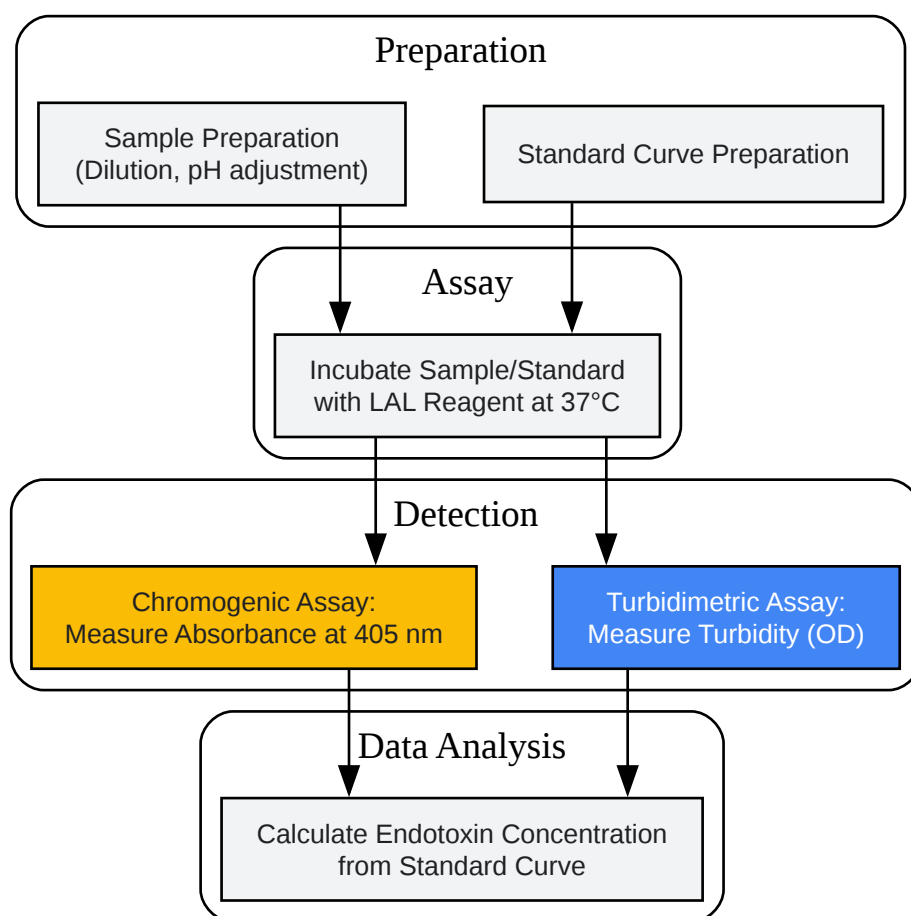 Preparation
Sample Preparation
(Dilution, pH adjustment)
Standard Curve Preparation
Assay
Incubate Sample/Standard
with LAL Reagent at 37°C
Detection
Chromogenic Assay:
Measure Absorbance at 405 nm
Turbidimetric Assay:
Measure Turbidity (OD)
Data Analysis
Calculate Endotoxin Concentration
from Standard Curve